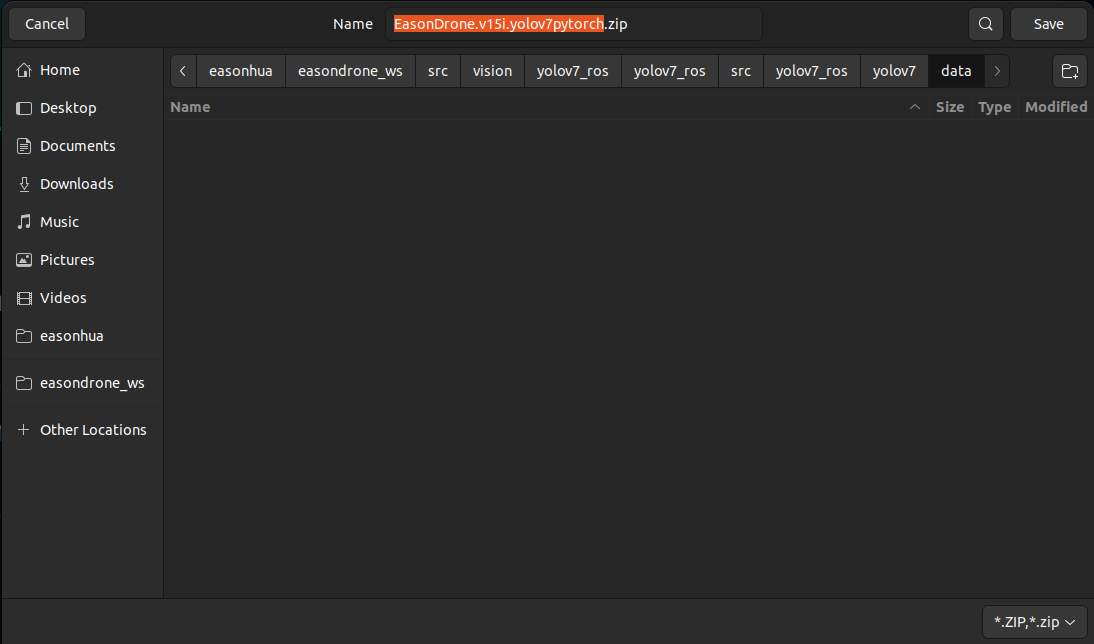 Cancel Name EasonDrone.v15i.yolov7pytorch.zip Save
Home
Desktop
Documents
Downloads
Music
Pictures
Videos
easonhua
easondrone_ws
Other Locations
easonhua easondrone_ws src vision yolov7_ros yolov7_ros src yolov7_ros yolov7 data
Name Size Type Modified
*.ZIP,*.zip